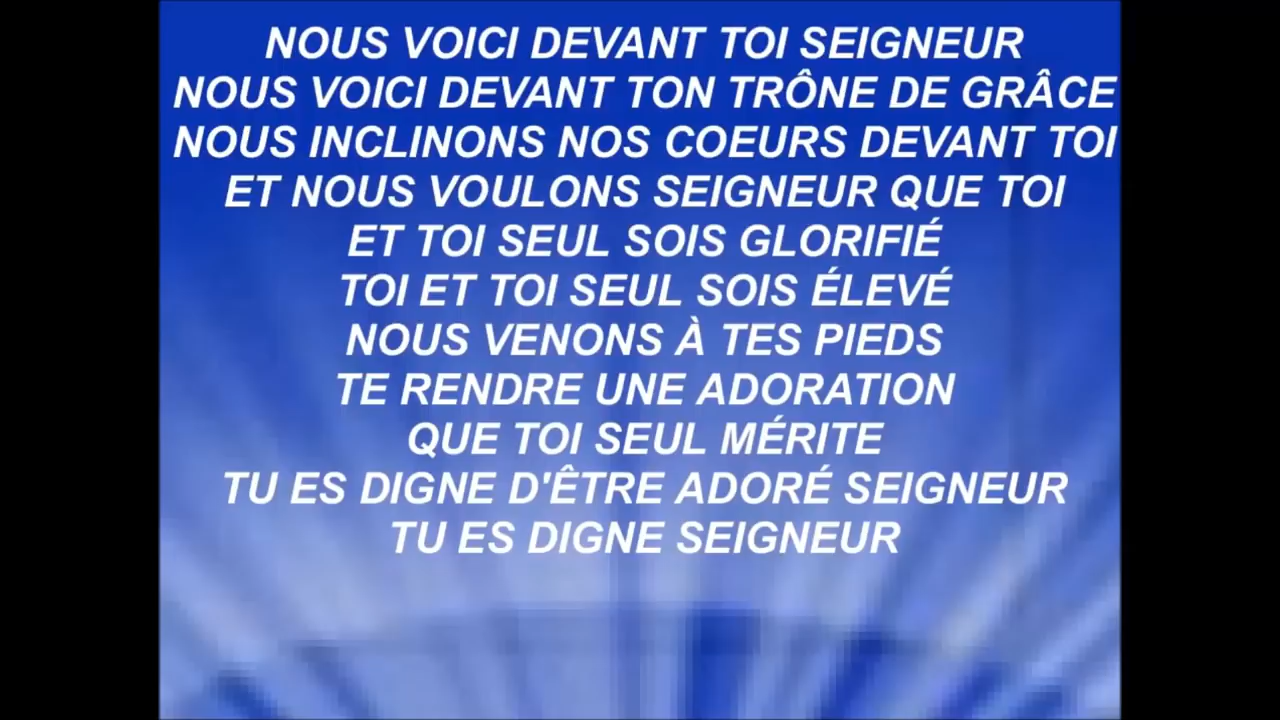 NOUS VOICI DEVANT TOI SEIGNEUR
NOUS VOICI DEVANT TON TRÔNE DE GRÂCE
NOUS INCLINONS NOS COEURS DEVANT TOI
ET NOUS VOULONS SEIGNEUR QUE TOI
ET TOI SEUL SOIS GLORIFIÉ
TOI ET TOI SEUL SOIS ÉLEVÉ
NOUS VENONS À TES PIEDS
TE RENDRE UNE ADORATION
QUE TOI SEUL MÉRITE
TU ES DIGNE D'ÊTRE ADORÉ SEIGNEUR
TU ES DIGNE SEIGNEUR